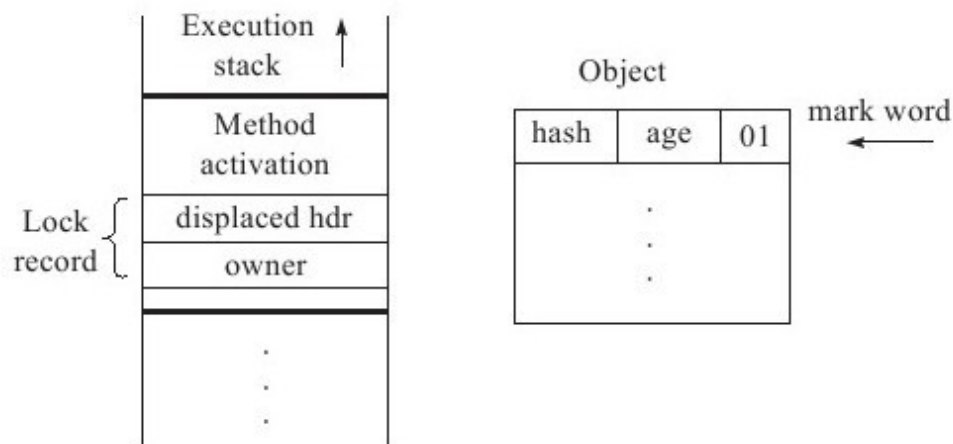 Execution
stack
Method
activation
Lock
record
displaced hdr
owner
Object
hash age 01
mark word